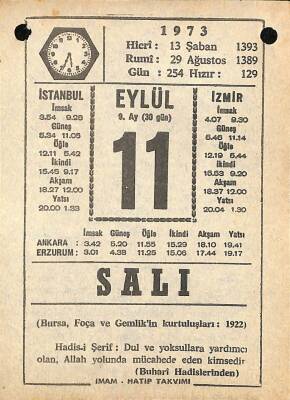 1973
Hicrî : 13 Şaban 1393
Rumî : 29 Ağustos 1389
Gün : 254 Hızır : 129
İSTANBUL
İmsak
3.54 9.28
Güneş
5.34 11.05
Öğle
12.11 5.42
İkindi
15.45 9.17
Akşam
18.27 12.00
Yatsı
20.00 1.33
EYLÜL
9. Ay (30 gün)
11
İZMİR
İmsak
4.07 9.30
Güneş
5.46 11.14
Öğle
12.19 5.44
İkindi
15.53 9.20
Akşam
18.37 12.00
Yatsı
20.04 1.30
İmsak Güneş Öğle İkindi Akşam Yatsı
ANKARA : 3.42 5.20 11.55 15.29 18.10 19.41
ERZURUM : 3.01 4.38 11.25 15.06 17.44 19.17
SALI
(Bursa, Foça ve Gemlik'in kurtuluşları : 1922)
Hadis-i Şerif : Dul ve yoksullara yardımcı
olan, Allah yolunda mücahede eden kimsedir
(Buharî Hadislerinden)
İMAM - HATİP TAKVİMİ